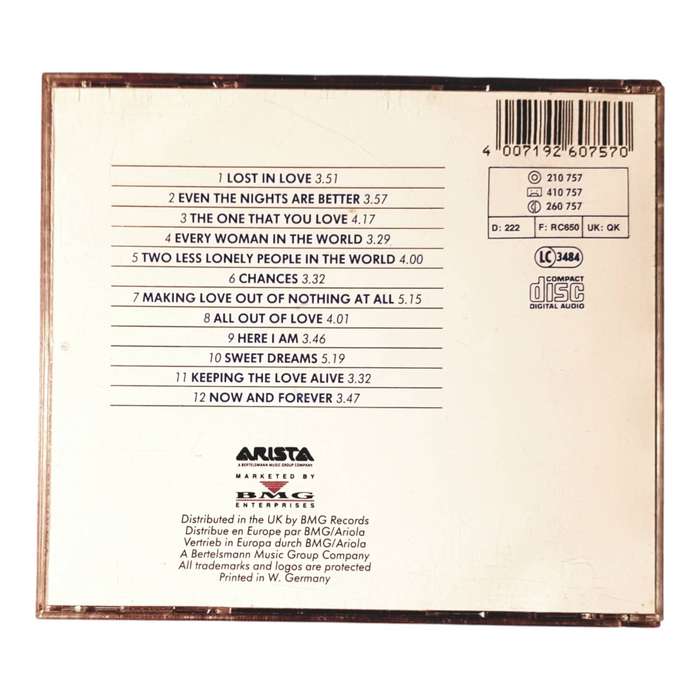 4 007192 607570
210 757
410 757
260 757
D: 222 F: RC650 UK: QK
LC 3484
COMPACT
disc
DIGITAL AUDIO
1 LOST IN LOVE 3.51
2 EVEN THE NIGHTS ARE BETTER 3.57
3 THE ONE THAT YOU LOVE 4.17
4 EVERY WOMAN IN THE WORLD 3.29
5 TWO LESS LONELY PEOPLE IN THE WORLD 4.00
6 CHANCES 3.32
7 MAKING LOVE OUT OF NOTHING AT ALL 5.15
8 ALL OUT OF LOVE 4.01
9 HERE I AM 3.46
10 SWEET DREAMS 5.19
11 KEEPING THE LOVE ALIVE 3.32
12 NOW AND FOREVER 3.47
ARISTA
A BERTELSMANN MUSIC GROUP COMPANY
MARKETED BY
BMG
ENTERPRISES
Distributed in the UK by BMG Records
Distribue en Europe par BMG/Ariola
Vertrieb in Europa durch BMG/Ariola
A Bertelsmann Music Group Company
All trademarks and logos are protected
Printed in W. Germany